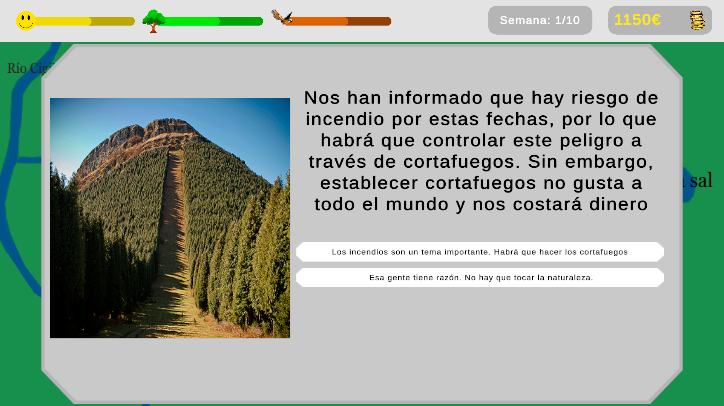 Semana: 1/10
1150€
Río
sal
Nos han informado que hay riesgo de
incendio por estas fechas, por lo que
habrá que controlar este peligro a
través de cortafuegos. Sin embargo,
establecer cortafuegos no gusta a
todo el mundo y nos costará dinero
Los incendios son un tema importante. Habrá que hacer los cortafuegos
Esa gente tiene razón. No hay que tocar la naturaleza.